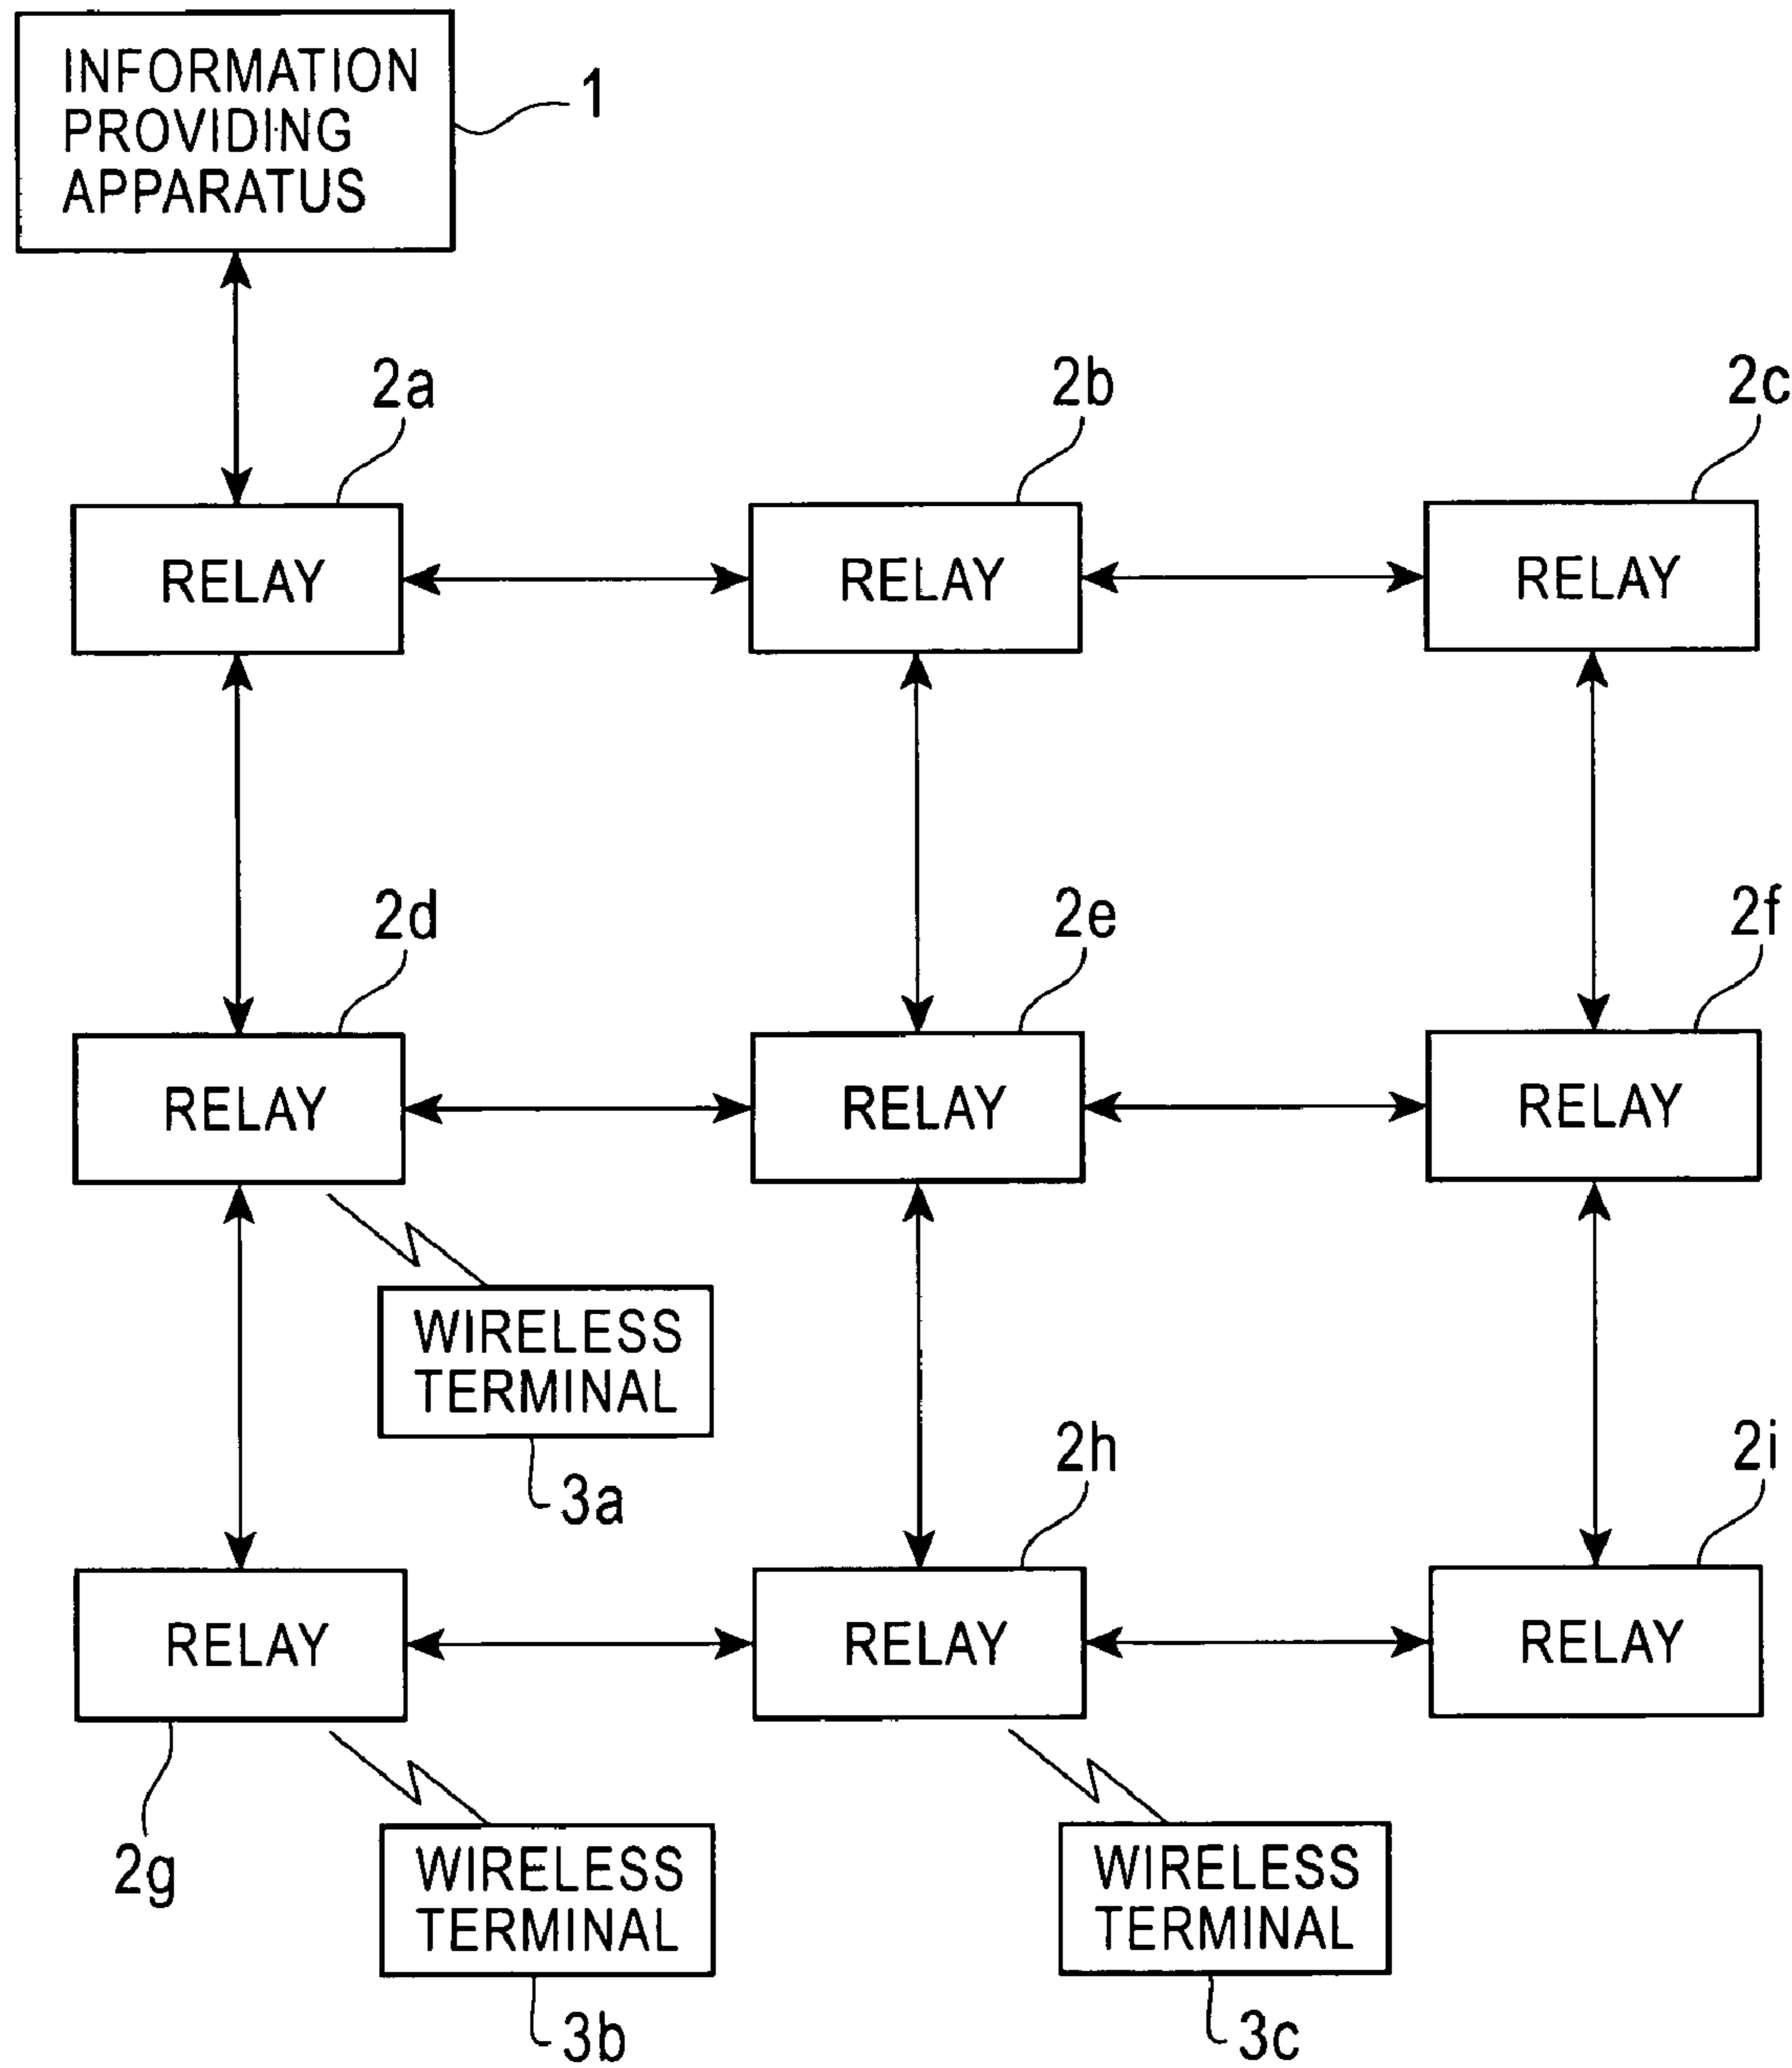 INFORMATION
PROVIDING
APPARATUS
1
2a
2b
2c
RELAY
RELAY
RELAY
2d
2e
2f
RELAY
RELAY
RELAY
WIRELESS
TERMINAL
3a
2h
2i
RELAY
RELAY
RELAY
2g
WIRELESS
TERMINAL
3b
WIRELESS
TERMINAL
3c